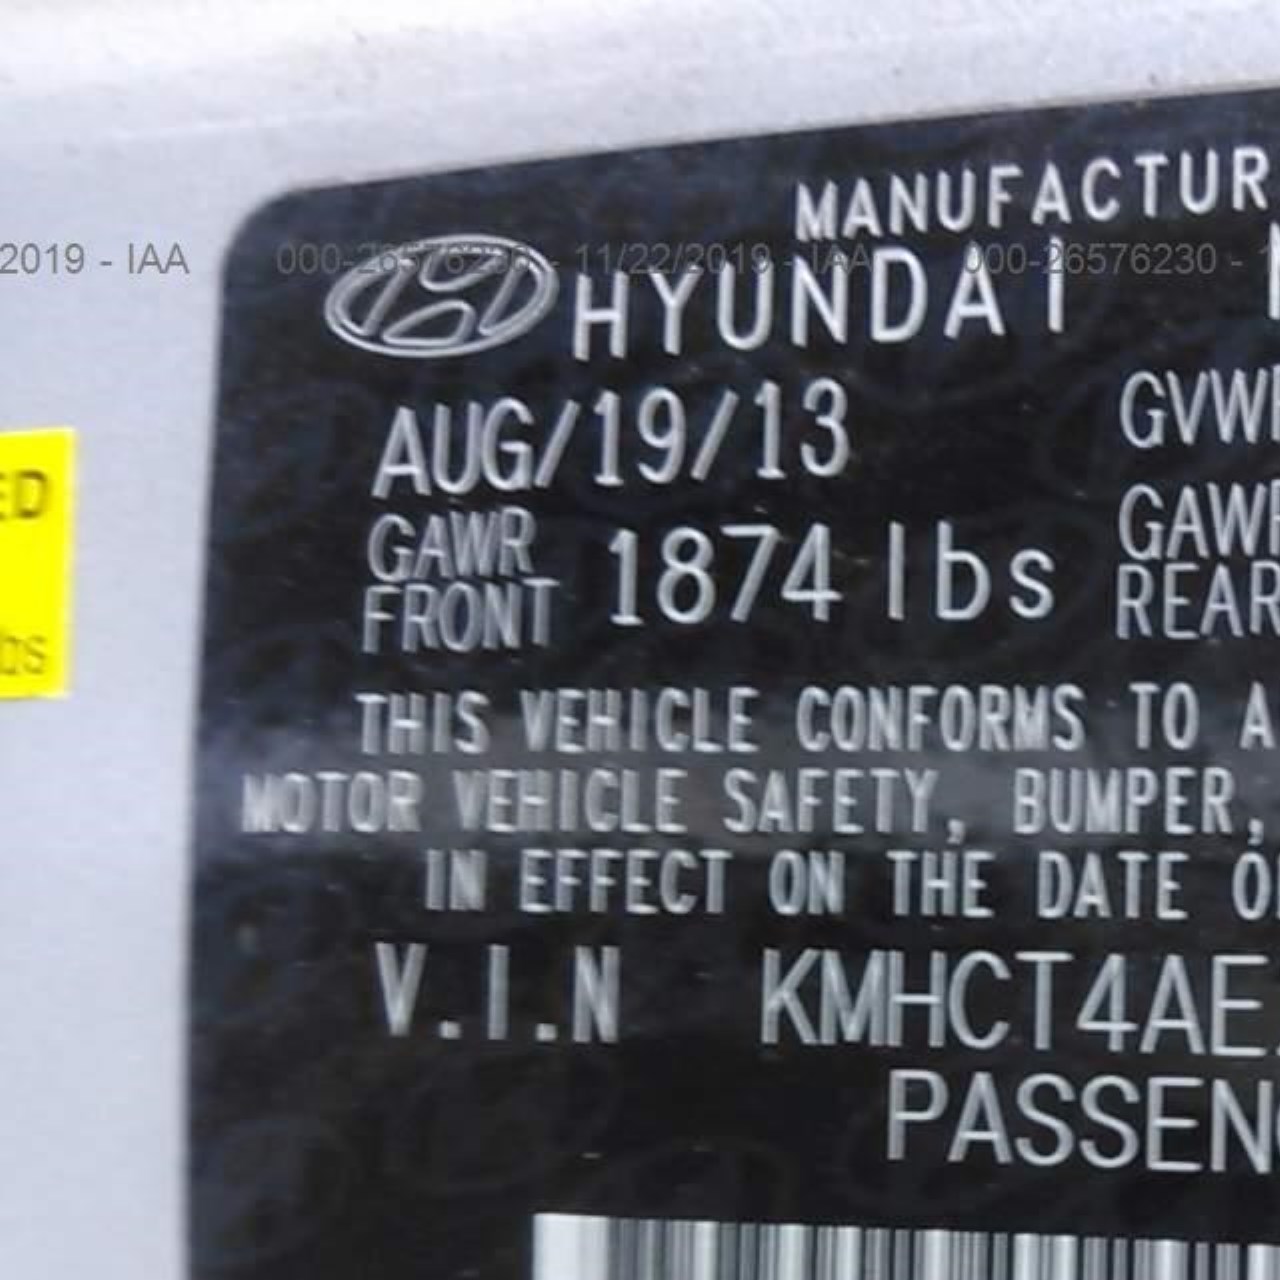 MANUFACTUR
2019 - IAA 000-26576230 - 11/22/2019 - IAA 000-26576230 - 1
HYUNDAI
AUG/19/13 GVW
ED
GAWR FRONT 1874 lbs GAW REAR
bs
THIS VEHICLE CONFORMS TO A
MOTOR VEHICLE SAFETY, BUMPER,
IN EFFECT ON THE DATE O
V.I.N KMHCT4AE
PASSEN